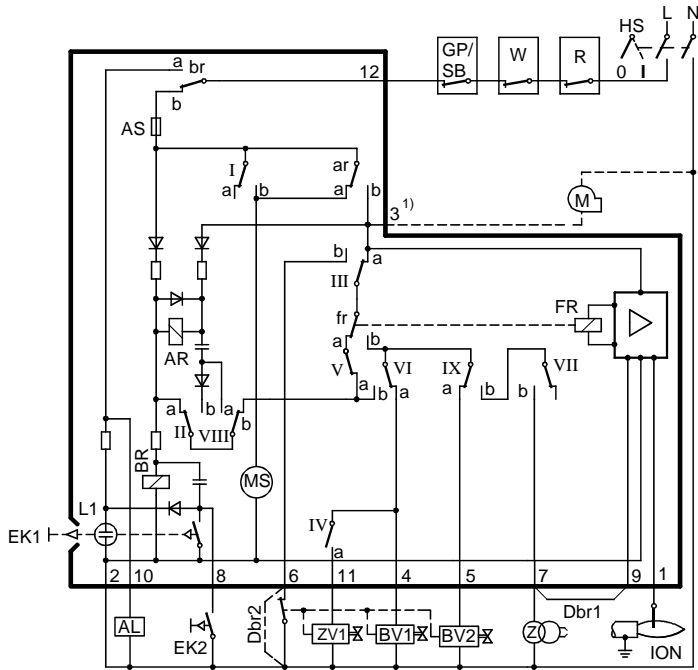 L N
HS
GP/
SB
W
R
0 I
a br
12
b
AS
I
ar
a b
a b
3 1)
M
b a
III
fr
FR
a b
AR
V
VI
IX
VII
a
a b
a b
b
a b
a b
II VIII
BR
MS
L1
IV
EK1
a
2 10 8 6 11 4 5 7 9 1
Dbr2
Dbr1
AL
EK2
ZV1
BV1
BV2
Z
ION